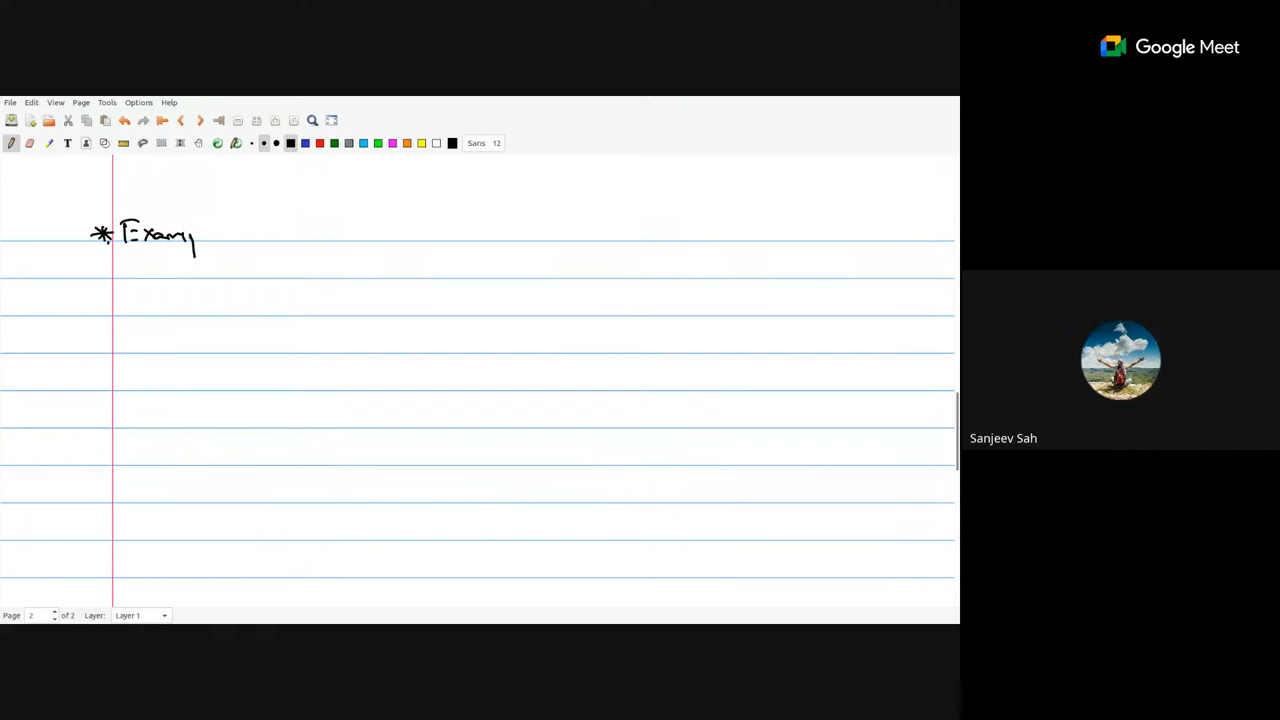 Google Meet
File Edit View Page Tools Options Help
T Sans 12
* Examp
Sanjeev Sah
Page 2 of 2 Layer: Layer 1